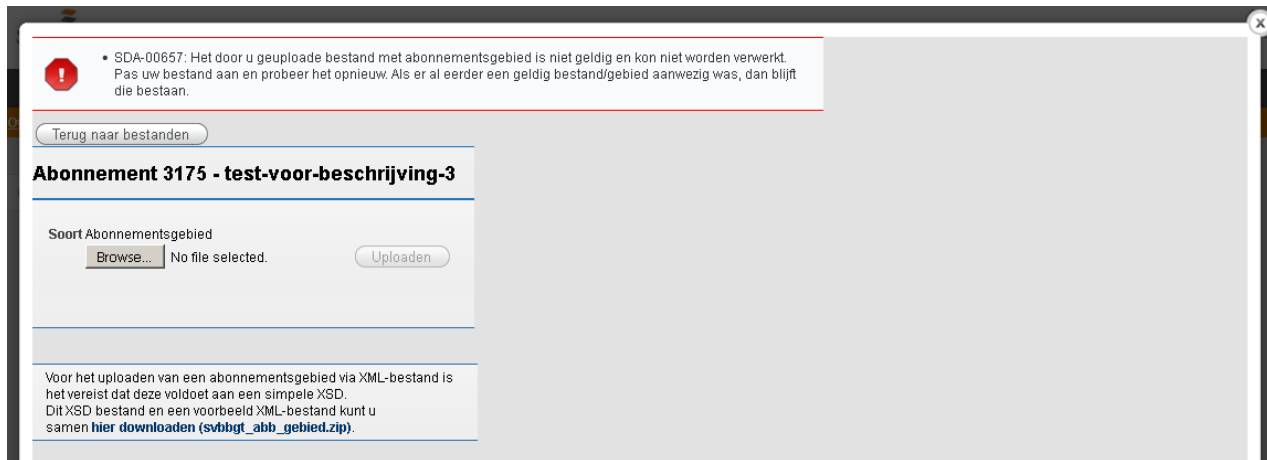 x
• SDA-00657: Het door u geuploade bestand met abonnementsgebied is niet geldig en kon niet worden verwerkt.
Pas uw bestand aan en probeer het opnieuw. Als er al eerder een geldig bestand/gebied aanwezig was, dan blijft
die bestaan.
Terug naar bestanden
Abonnement 3175 - test-voor-beschrijving-3
Soort Abonnementsgebied
Browse... No file selected. Uploaden
Voor het uploaden van een abonnementsgebied via XML-bestand is
het vereist dat deze voldoet aan een simpele XSD.
Dit XSD bestand en een voorbeeld XML-bestand kunt u
samen hier downloaden (svbbgt_abb_gebied.zip).